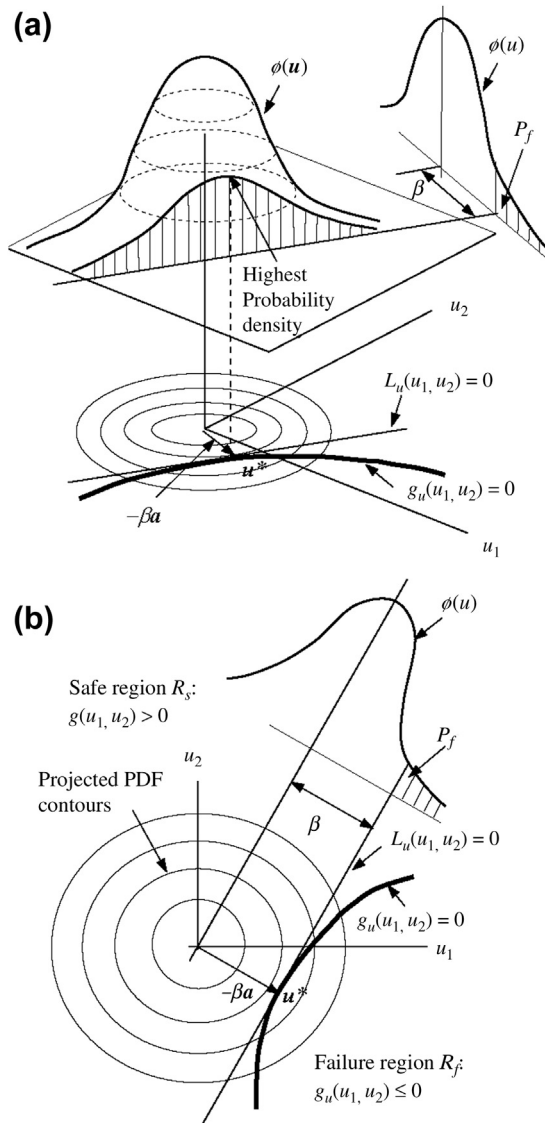 (a)
ϕ(u)
ϕ(u)
P_f
β
Highest
Probability
density
u_2
L_u(u_1, u_2) = 0
u*
g_u(u_1, u_2) = 0
−βa
u_1
(b)
ϕ(u)
Safe region R_s:
g(u_1, u_2) > 0
P_f
u_2
Projected PDF
contours
β
L_u(u_1, u_2) = 0
g_u(u_1, u_2) = 0
u_1
−βa
u*
Failure region R_f:
g_u(u_1, u_2) ≤ 0